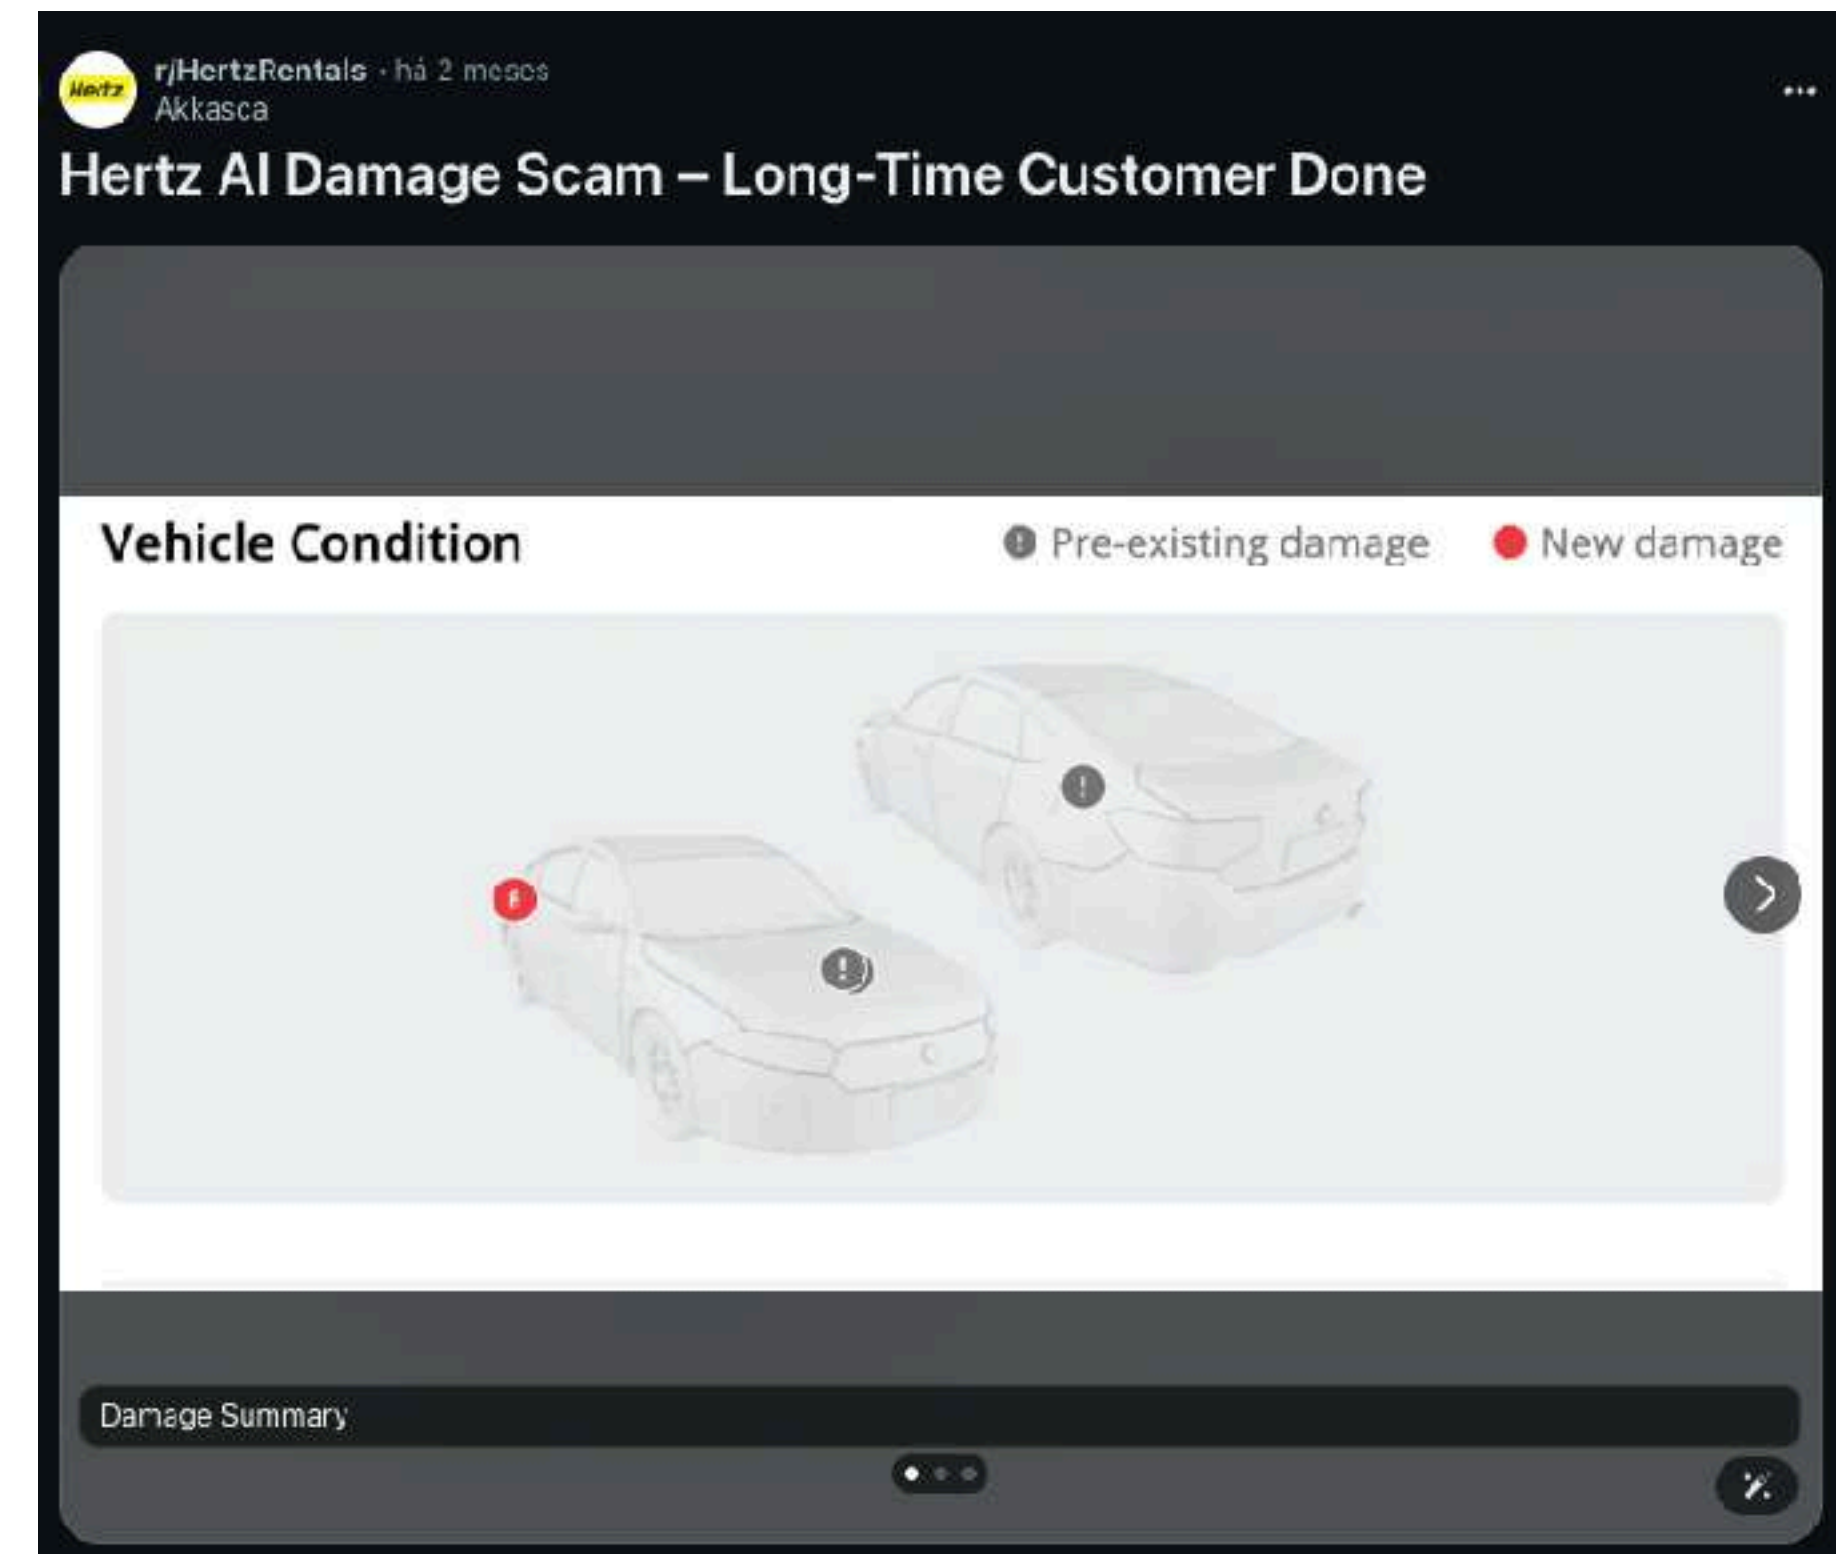 Hertz
r/HertzRentals · há 2 meses
Akkasca
Hertz AI Damage Scam – Long-Time Customer Done
Vehicle Condition
! Pre-existing damage
New damage
!
!
Damage Summary